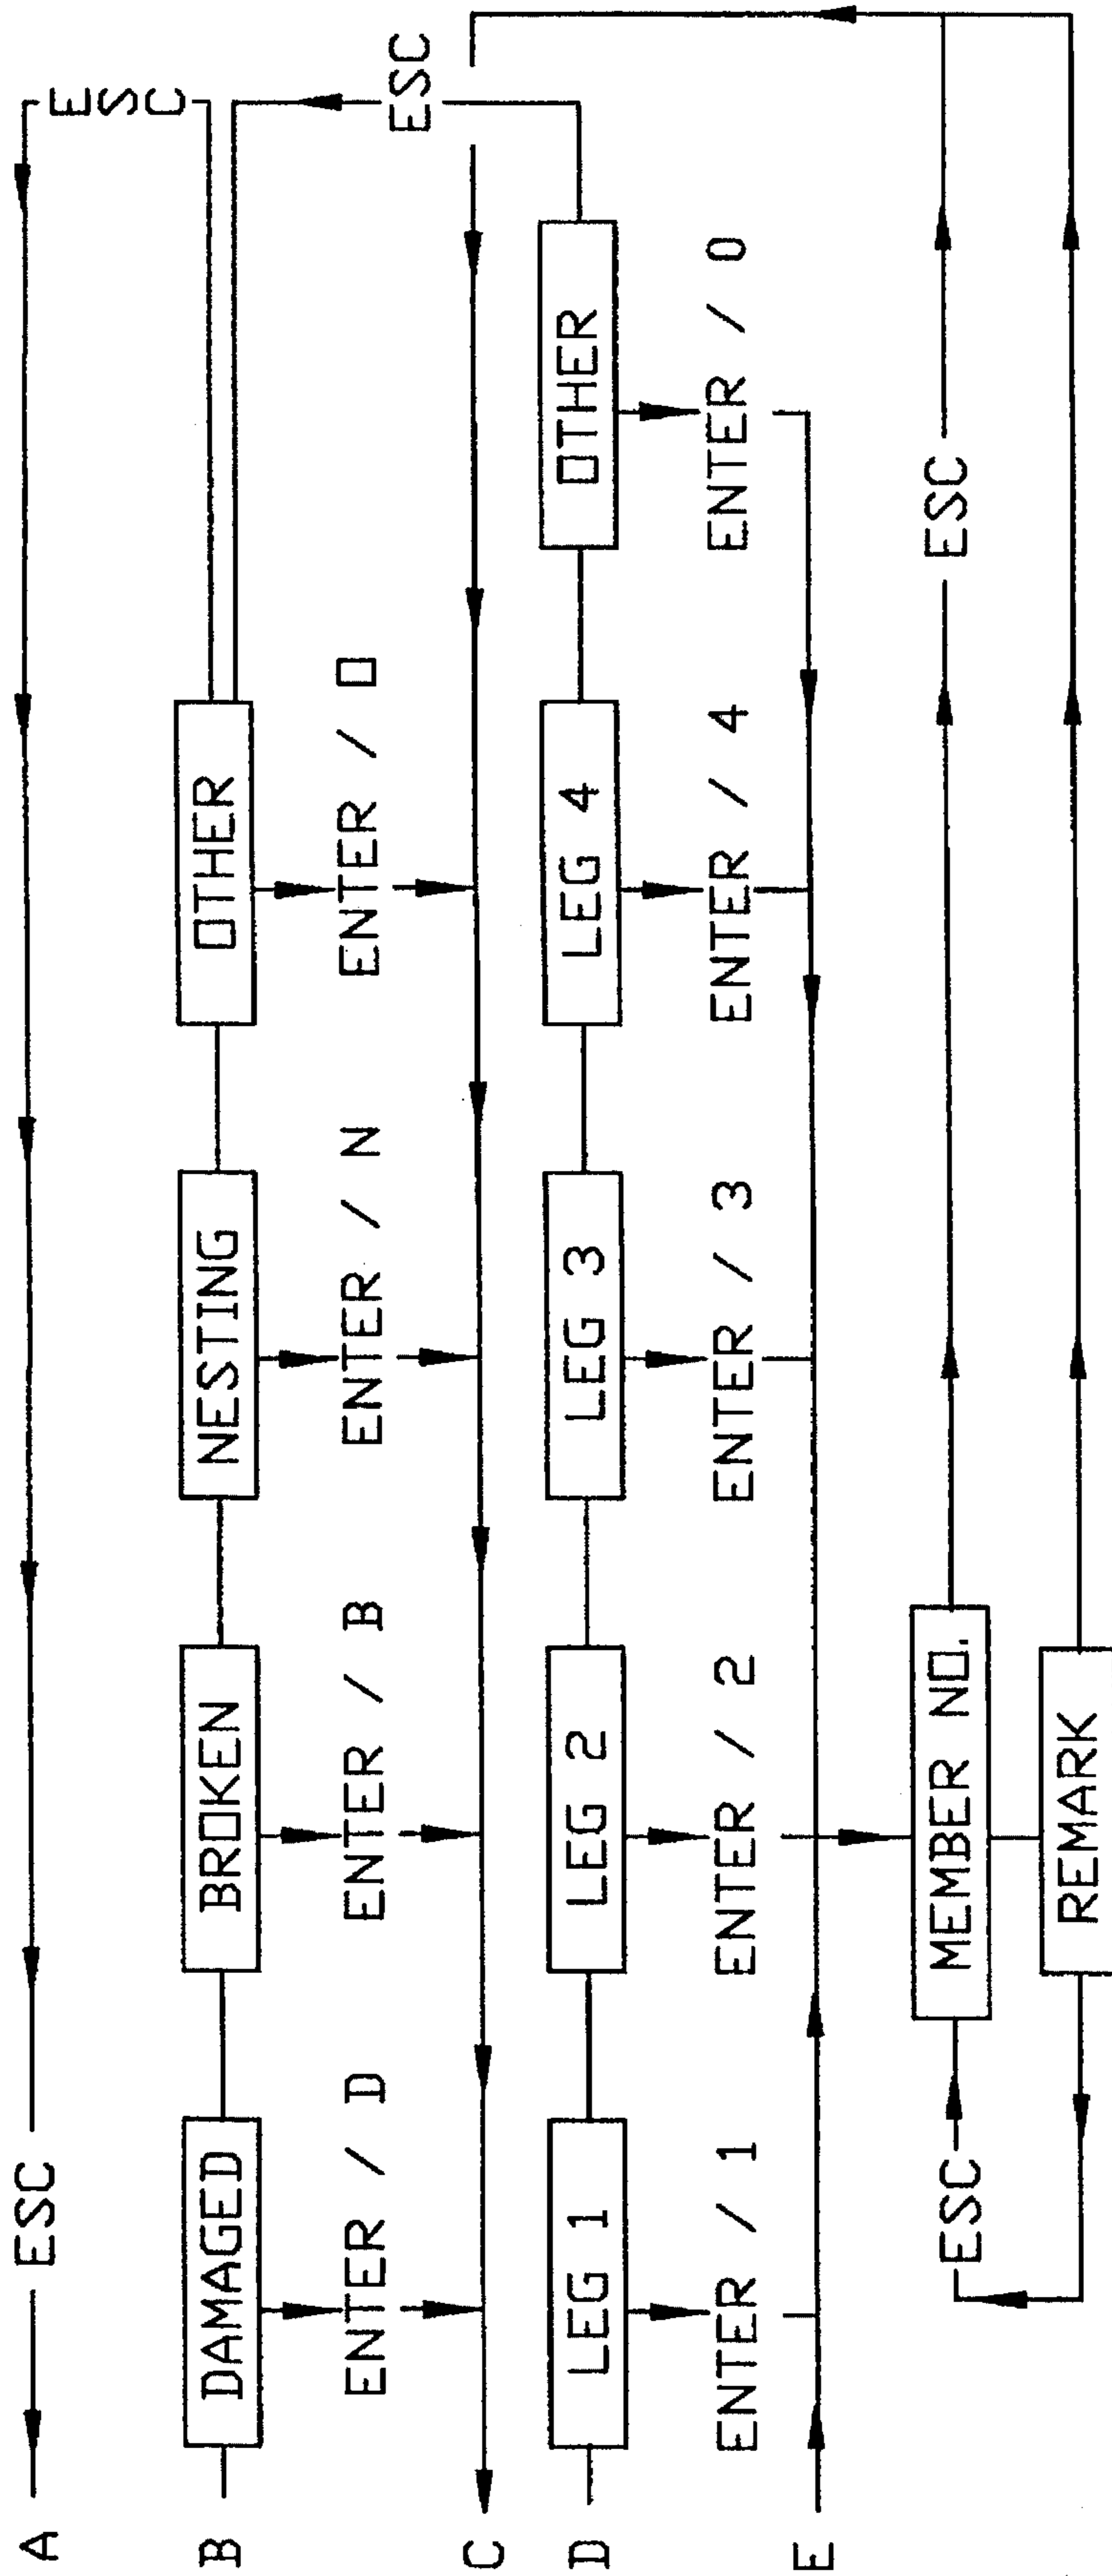 A ESC
ESC
B DAMAGED BROKEN NESTING OTHER
ENTER / D ENTER / B ENTER / N ENTER / O
ESC
C
D LEG 1 LEG 2 LEG 3 LEG 4 OTHER
ENTER / 1 ENTER / 2 ENTER / 3 ENTER / 4 ENTER / 0
E
ESC MEMBER NO. ESC
REMARK